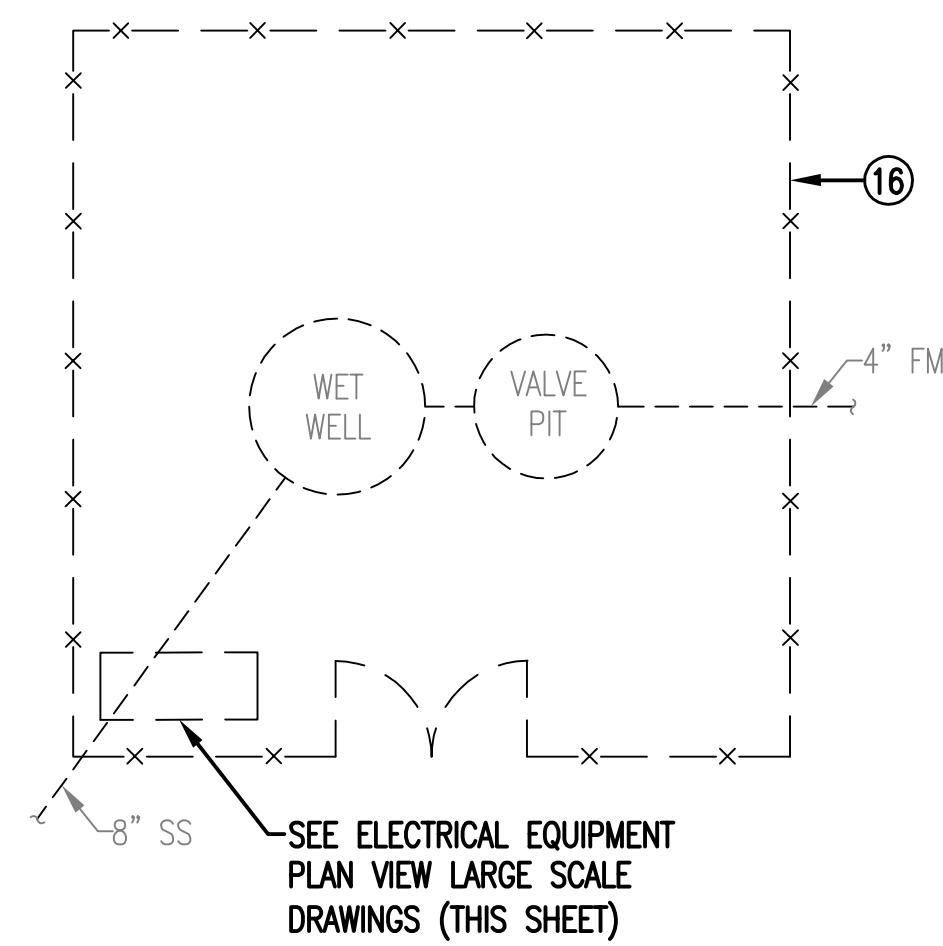 16
4” FM
WET
WELL
VALVE
PIT
8” SS
SEE ELECTRICAL EQUIPMENT
PLAN VIEW LARGE SCALE
DRAWINGS (THIS SHEET)